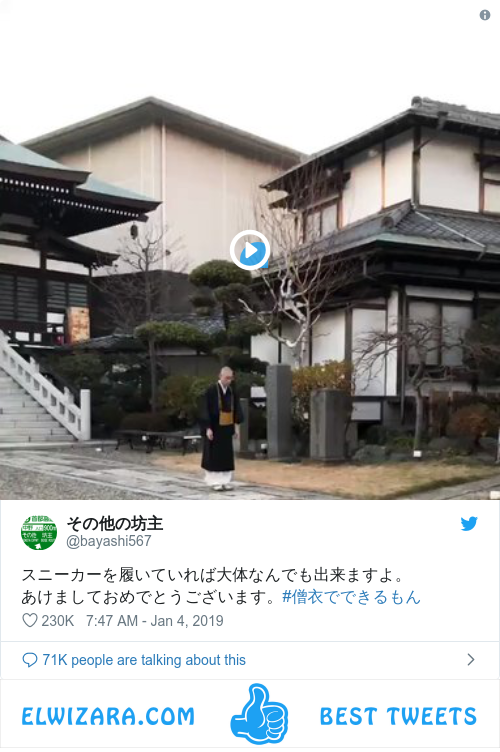 その他の坊主
@bayashi567
スニーカーを履いていれば大体なんでも出来ますよ。
あけましておめでとうございます。#僧衣でできるもん
230K 7:47 AM - Jan 4, 2019
71K people are talking about this
ELWIZARA.COM BEST TWEETS